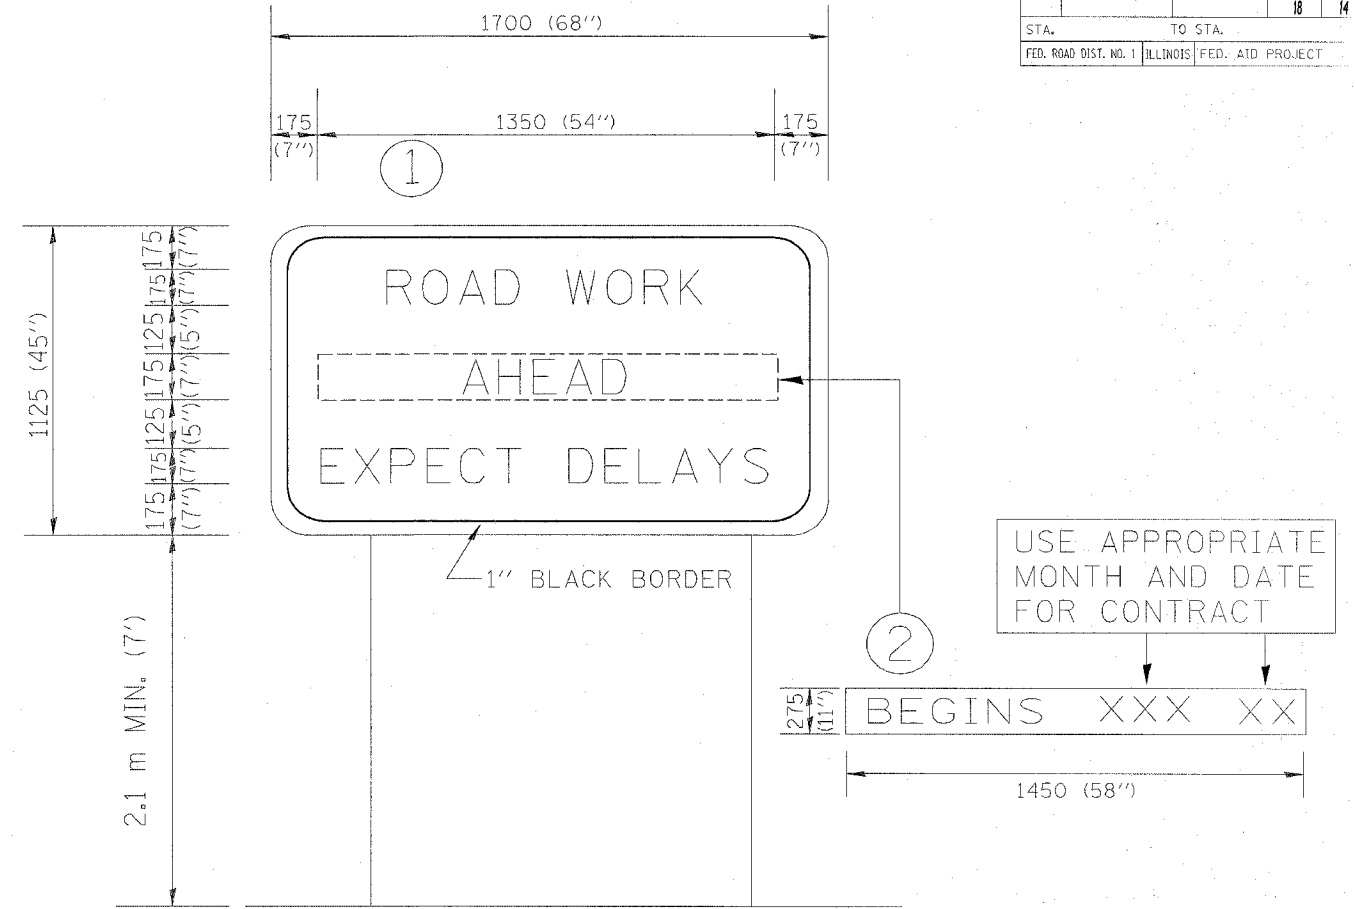 1700 (68'')
18 14
STA. TO STA.
FED. ROAD DIST. NO. 1 ILLINOIS FED. AID PROJECT
175 (7'')
1350 (54'')
175 (7'')
1
1125 (45'')
175 (7'')
175 (7'')
125 (5'')
175 (7'')
125 (5'')
175 (7'')
175 (7'')
ROAD WORK
AHEAD
EXPECT DELAYS
1'' BLACK BORDER
2.1 m MIN. (7')
USE APPROPRIATE
MONTH AND DATE
FOR CONTRACT
2
275 (11'')
BEGINS XXX XX
1450 (58'')